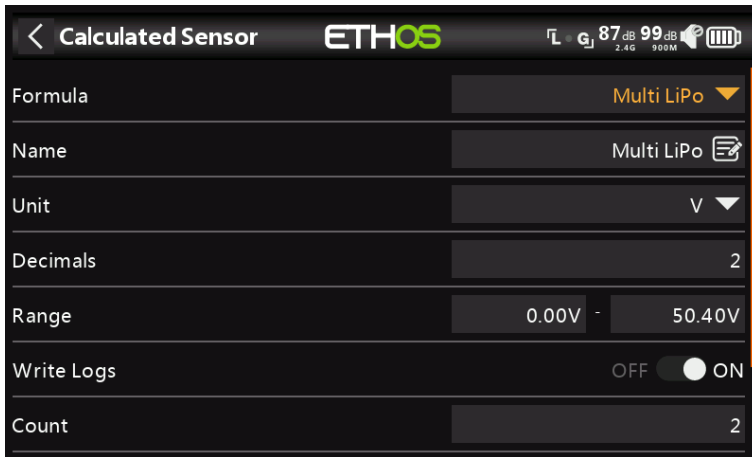 Calculated Sensor ETHOS L G 87dB 2.4G 99dB 900M
Formula Multi LiPo
Name Multi LiPo
Unit V
Decimals 2
Range 0.00V - 50.40V
Write Logs OFF ON
Count 2